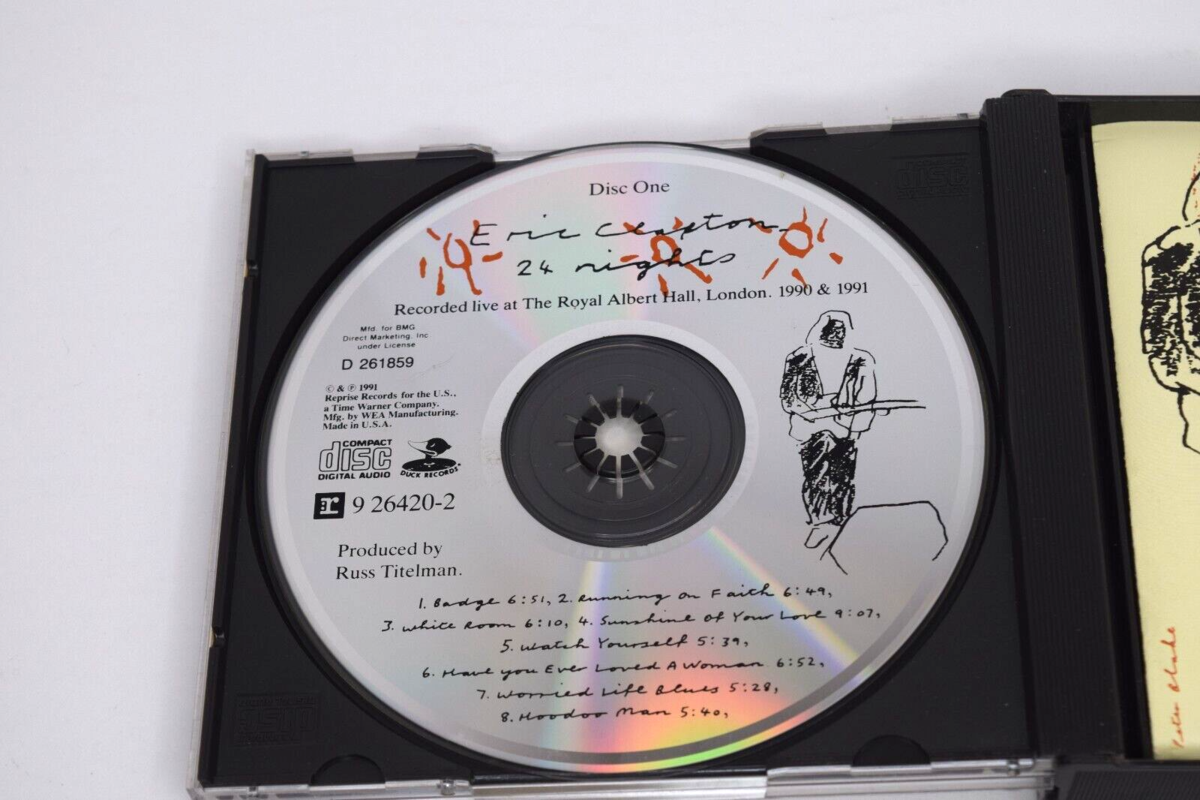 Disc One
Eric Clapton
24 nights
Recorded live at The Royal Albert Hall, London. 1990 & 1991
Mfd. for BMG
Direct Marketing, Inc
under License
D 261859
© & ℗ 1991
Reprise Records for the U.S.,
a Time Warner Company.
Mfg. by WEA Manufacturing.
Made in U.S.A.
COMPACT
disc
DIGITAL AUDIO
DUCK RECORDS
r 9 26420-2
Produced by
Russ Titelman.
1. Badge 6:51, 2. Running on Faith 6:49,
3. White Room 6:10, 4. Sunshine Of Your Love 9:07,
5. Watch Yourself 5:39,
6. Have you Ever Loved A Woman 6:52,
7. Worried Life Blues 5:28,
8. Hoodoo Man 5:40,
Peter Blake